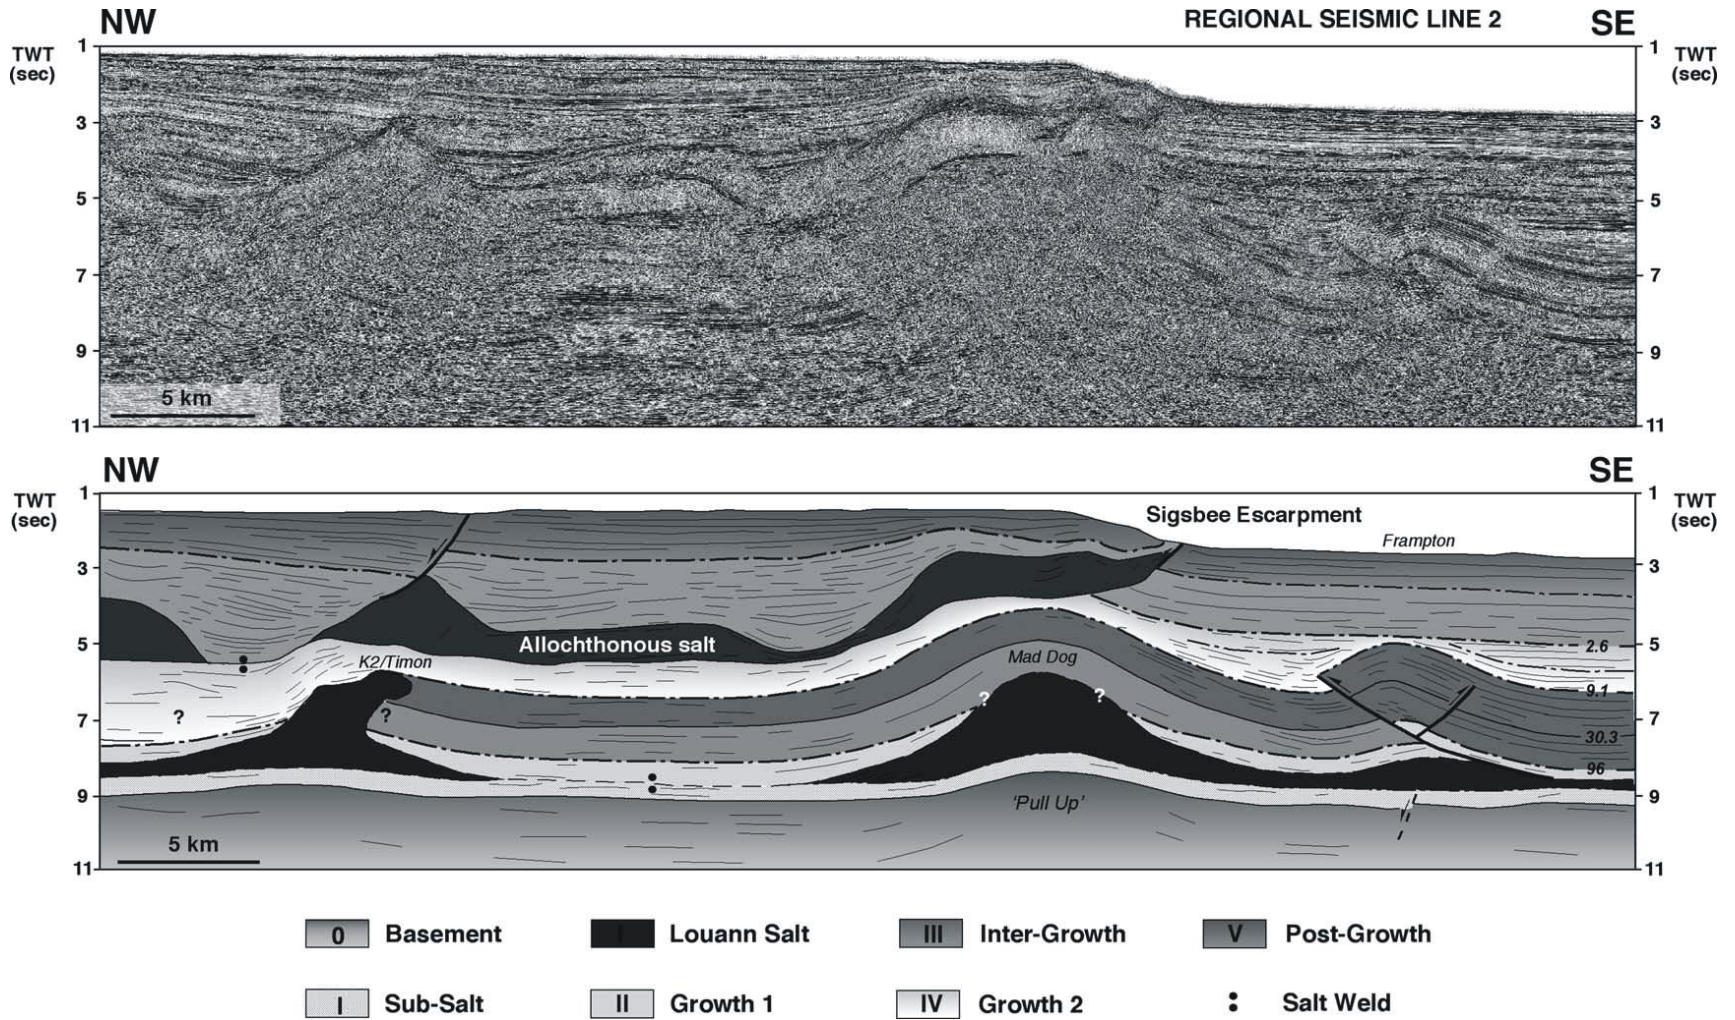 NW
REGIONAL SEISMIC LINE 2
SE
TWT
(sec)
1
3
5
7
9
11
1
3
5
7
9
11
TWT
(sec)
5 km
NW
SE
TWT
(sec)
1
3
5
7
9
11
1
3
5
7
9
11
TWT
(sec)
Sigsbee Escarpment
Frampton
Allochthonous salt
K2/Timon
Mad Dog
?
?
?
?
2.6
9.1
30.3
96
'Pull Up'
5 km
0 Basement
I Louann Salt
III Inter-Growth
V Post-Growth
I Sub-Salt
II Growth 1
IV Growth 2
Salt Weld